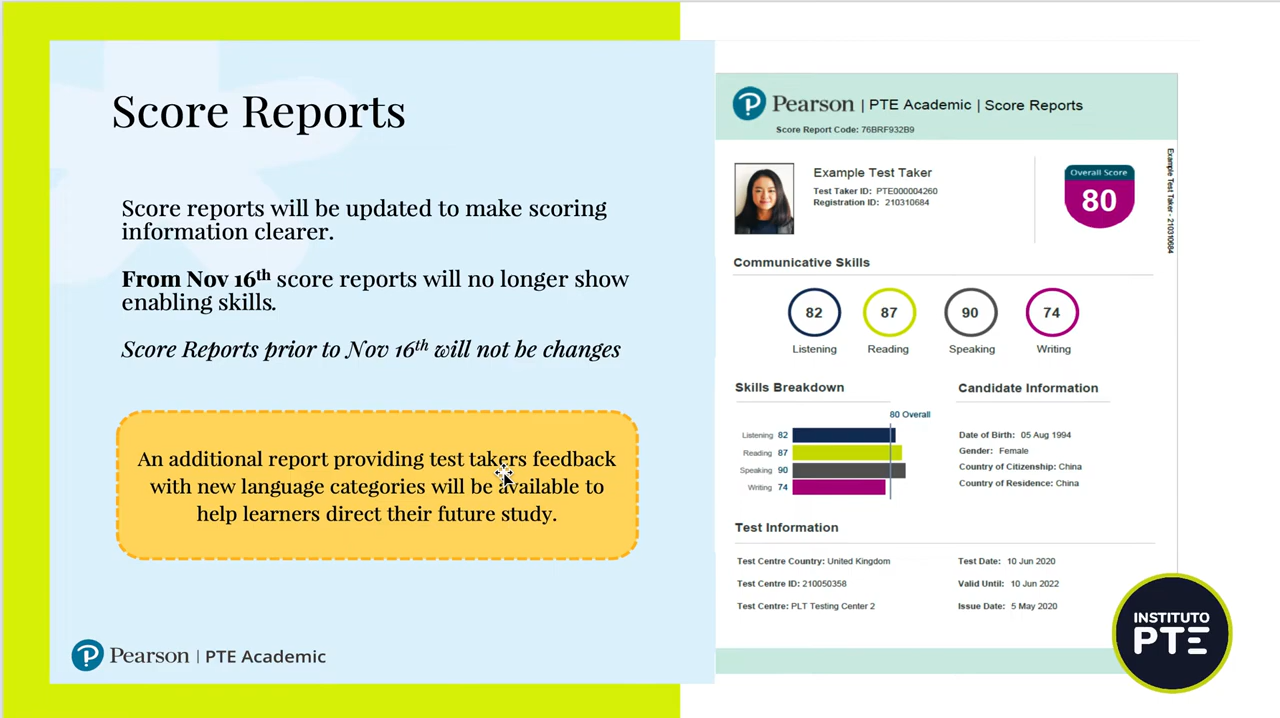 Score Reports
Score reports will be updated to make scoring
information clearer.
From Nov 16th score reports will no longer show
enabling skills.
Score Reports prior to Nov 16th will not be changes
An additional report providing test takers feedback
with new language categories will be available to
help learners direct their future study.
Pearson | PTE Academic
Pearson | PTE Academic | Score Reports
Score Report Code: 76BRF932B9
Example Test Taker
Test Taker ID: PTE000004260
Registration ID: 210310684
Overall Score
80
Example Test Taker - 210310684
Communicative Skills
82 87 90 74
Listening Reading Speaking Writing
Skills Breakdown
80 Overall
Listening 82
Reading 87
Speaking 90
Writing 74
Candidate Information
Date of Birth: 05 Aug 1994
Gender: Female
Country of Citizenship: China
Country of Residence: China
Test Information
Test Centre Country: United Kingdom
Test Centre ID: 210050358
Test Centre: PLT Testing Center 2
Test Date: 10 Jun 2020
Valid Until: 10 Jun 2022
Issue Date: 5 May 2020
INSTITUTO
PTE